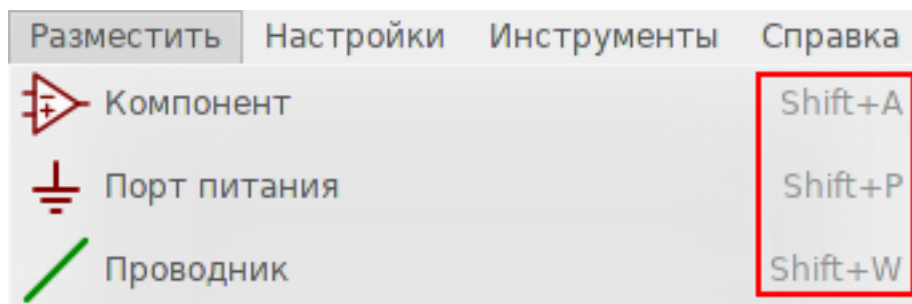 Разместить Настройки Инструменты Справка
Компонент Shift+A
Порт питания Shift+P
Проводник Shift+W